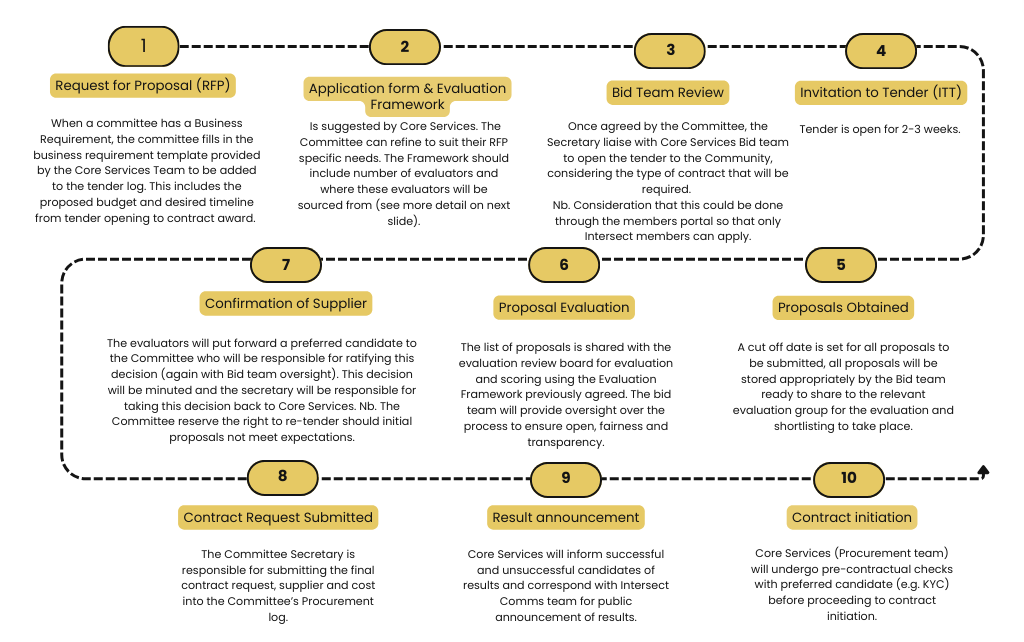 1
Request for Proposal (RFP)
When a committee has a Business
Requirement, the committee fills in the
business requirement template provided
by the Core Services Team to be added
to the tender log. This includes the
proposed budget and desired timeline
from tender opening to contract award.
2
Application form & Evaluation
Framework
Is suggested by Core Services. The
Committee can refine to suit their RFP
specific needs. The Framework should
include number of evaluators and
where these evaluators will be
sourced from (see more detail on next
slide).
3
Bid Team Review
Once agreed by the Committee, the
Secretary liaise with Core Services Bid team
to open the tender to the Community,
considering the type of contract that will be
required.
Nb. Consideration that this could be done
through the members portal so that only
Intersect members can apply.
4
Invitation to Tender (ITT)
Tender is open for 2-3 weeks.
5
Proposals Obtained
A cut off date is set for all proposals to
be submitted, all proposals will be
stored appropriately by the Bid team
ready to share to the relevant
evaluation group for the evaluation and
shortlisting to take place.
6
Proposal Evaluation
The list of proposals is shared with the
evaluation review board for evaluation
and scoring using the Evaluation
Framework previously agreed. The bid
team will provide oversight over the
process to ensure open, fairness and
transparency.
7
Confirmation of Supplier
The evaluators will put forward a preferred candidate to
the Committee who will be responsible for ratifying this
decision (again with Bid team oversight). This decision
will be minuted and the secretary will be responsible for
taking this decision back to Core Services. Nb. The
Committee reserve the right to re-tender should initial
proposals not meet expectations.
8
Contract Request Submitted
The Committee Secretary is
responsible for submitting the final
contract request, supplier and cost
into the Committee's Procurement
log.
9
Result announcement
Core Services will inform successful
and unsuccessful candidates of
results and correspond with Intersect
Comms team for public
announcement of results.
10
Contract initiation
Core Services (Procurement team)
will undergo pre-contractual checks
with preferred candidate (e.g. KYC)
before proceeding to contract
initiation.